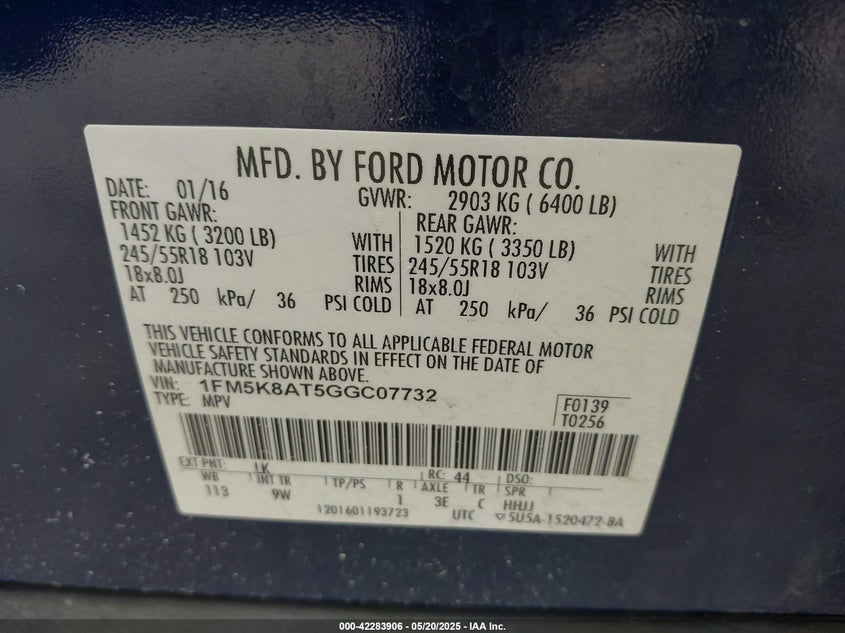 MFD. BY FORD MOTOR CO.
DATE: 01/16 GVWR: 2903 KG ( 6400 LB)
FRONT GAWR: REAR GAWR:
1452 KG ( 3200 LB) WITH 1520 KG ( 3350 LB) WITH
245/55R18 103V TIRES 245/55R18 103V TIRES
18x8.0J RIMS 18x8.0J RIMS
AT 250 kPa/ 36 PSI COLD AT 250 kPa/ 36 PSI COLD
THIS VEHICLE CONFORMS TO ALL APPLICABLE FEDERAL MOTOR
VEHICLE SAFETY STANDARDS IN EFFECT ON THE DATE OF
MANUFACTURE SHOWN ABOVE.
VIN: 1FM5K8AT5GGC07732 F0139
TYPE: MPV T0256
EXT PNT: LK RC: 44 DSO:
WB INT TR TP/PS R AXLE TR SPR
113 9W 1 3E C HHJJ
1201601193723 UTC ▽5U5A-1520472-BA
000-42283906 - 05/20/2025 - IAA Inc.